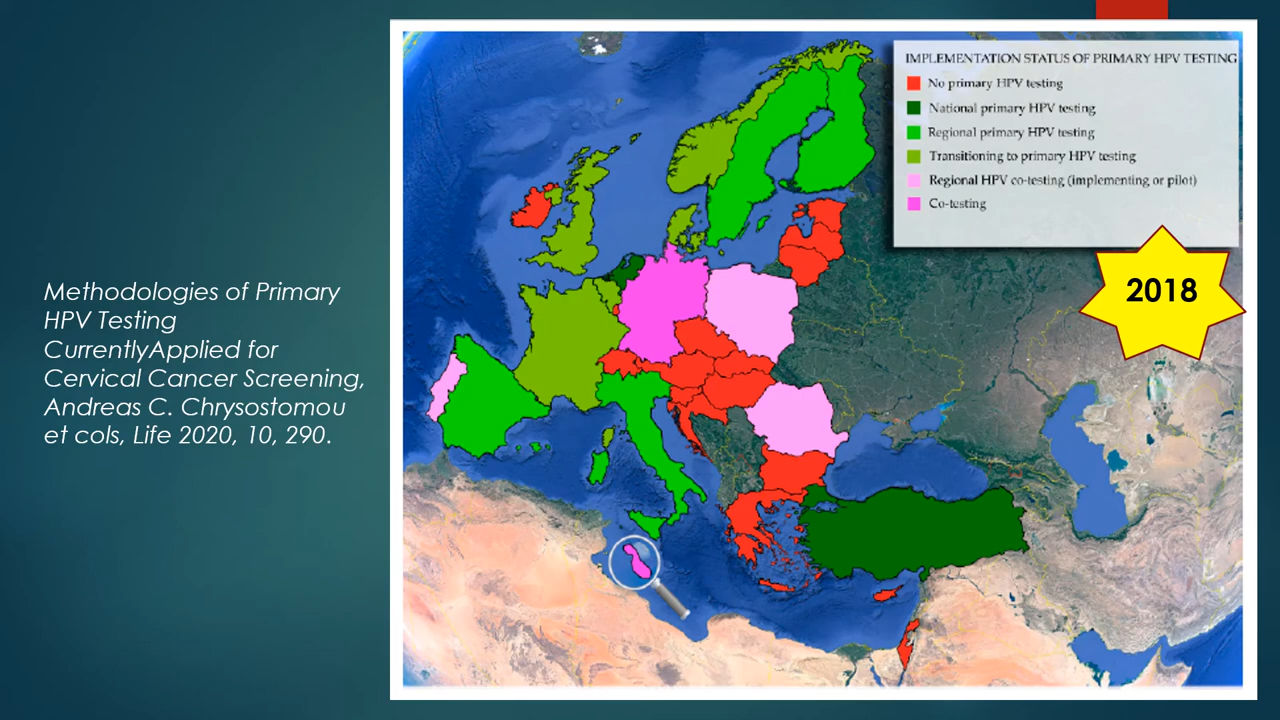 Methodologies of Primary
HPV Testing
CurrentlyApplied for
Cervical Cancer Screening,
Andreas C. Chrysostomou
et cols, Life 2020, 10, 290.
IMPLEMENTATION STATUS OF PRIMARY HPV TESTING
No primary HPV testing
National primary HPV testing
Regional primary HPV testing
Transitioning to primary HPV testing
Regional HPV co-testing (implementing or pilot)
Co-testing
2018